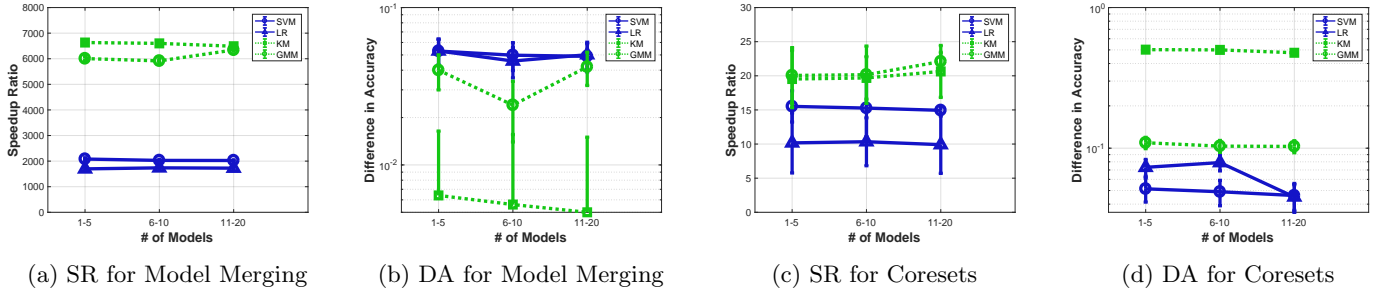 Speedup Ratio
8000
7000
6000
5000
4000
3000
2000
1000
0
1-5 6-10 11-20
# of Models
SVM
LR
KM
GMM
(a) SR for Model Merging
Difference in Accuracy
10^-1
10^-2
1-5 6-10 11-20
# of Models
SVM
LR
KM
GMM
(b) DA for Model Merging
Speedup Ratio
30
25
20
15
10
5
0
1-5 6-10 11-20
# of Models
SVM
LR
KM
GMM
(c) SR for Coresets
Difference in Accuracy
10^0
10^-1
1-5 6-10 11-20
# of Models
SVM
LR
KM
GMM
(d) DA for Coresets